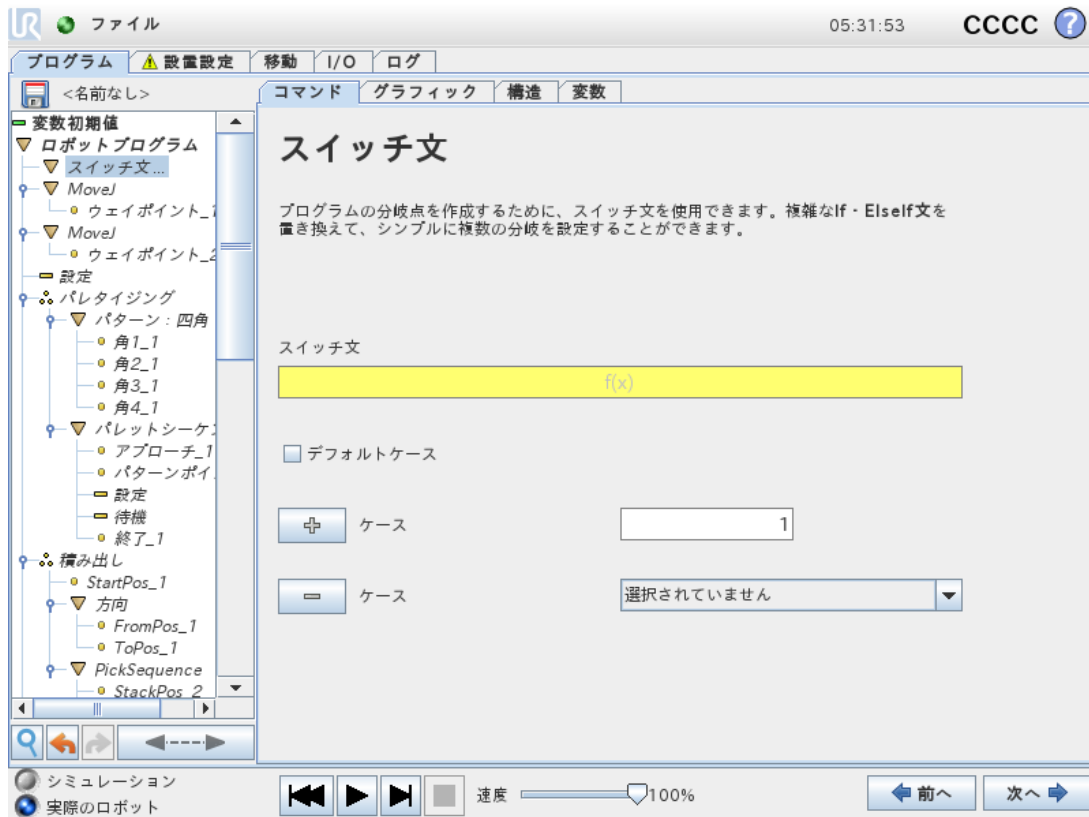 UR ファイル 05:31:53 CCCC ?
プログラム 設置設定 移動 I/O ログ
<名前なし>
コマンド グラフィック 構造 変数
変数初期値
ロボットプログラム
スイッチ文...
MoveJ
ウェイポイント_1
MoveJ
ウェイポイント_2
設定
パレタイジング
パターン：四角
角1_1
角2_1
角3_1
角4_1
パレットシーケン
アプローチ_1
パターンポイ
設定
待機
終了_1
積み出し
StartPos_1
方向
FromPos_1
ToPos_1
PickSequence
StackPos_2
スイッチ文
プログラムの分岐点を作成するために、スイッチ文を使用できます。複雑なIf・ElseIf文を
置き換えて、シンプルに複数の分岐を設定することができます。
スイッチ文
f(x)
デフォルトケース
ケース 1
ケース 選択されていません
シミュレーション
実際のロボット
速度 100%
前へ 次へ